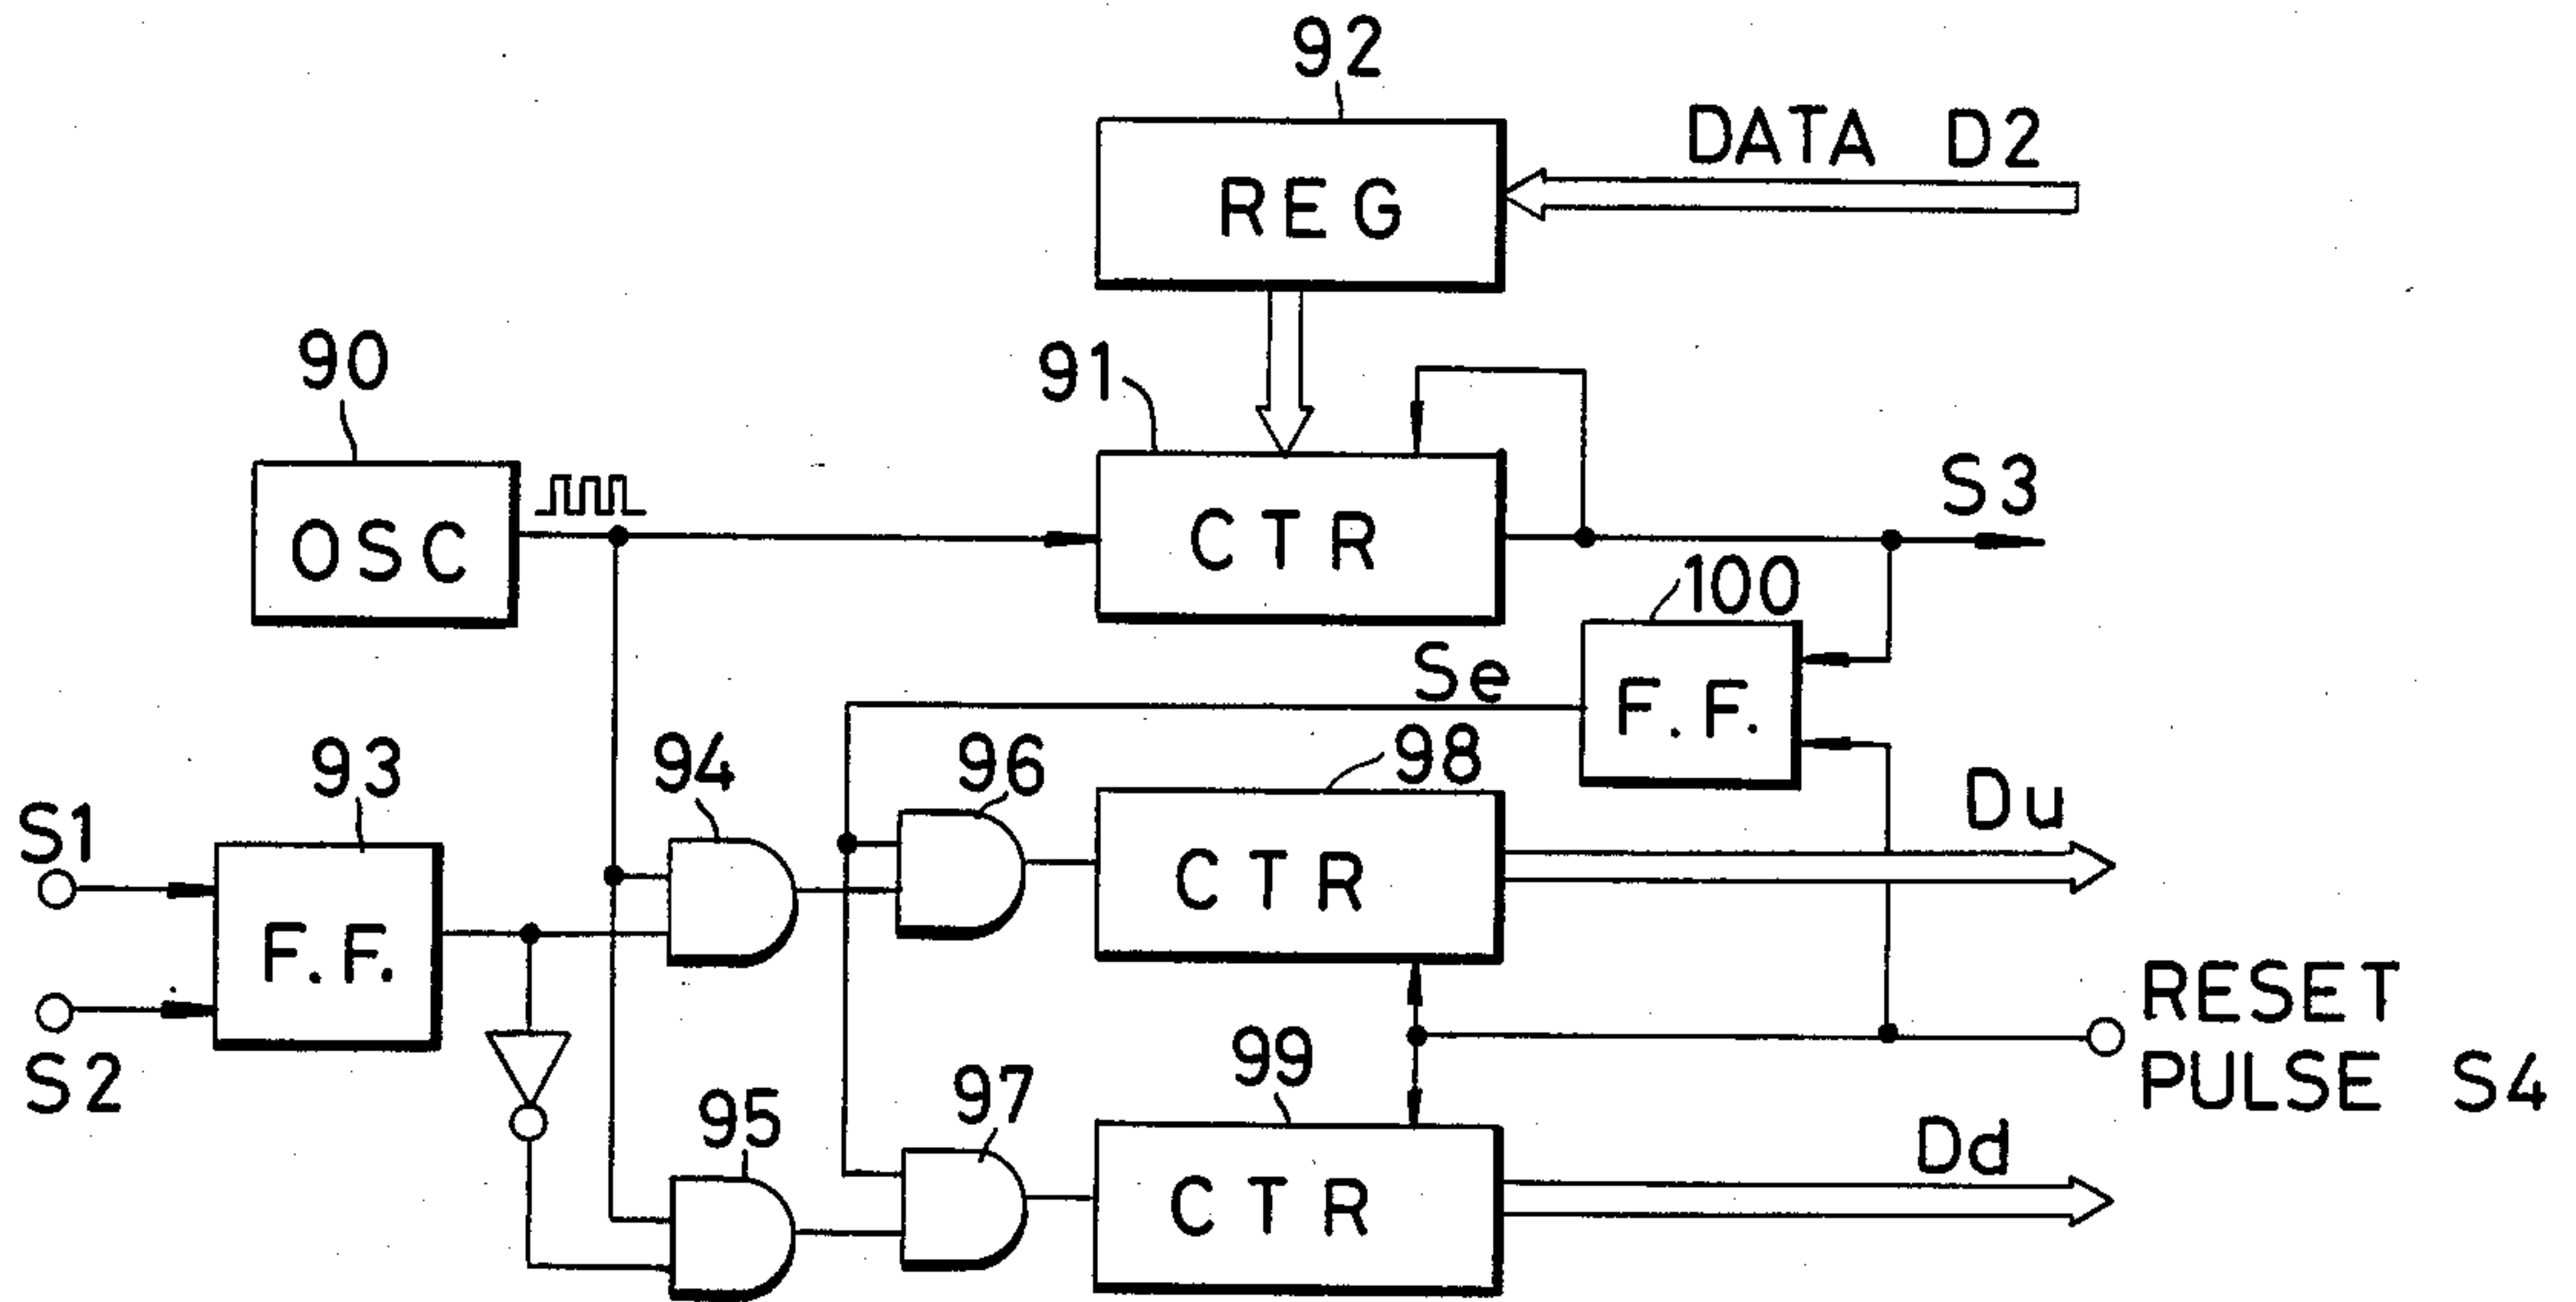 92
DATA D2
REG
90
91
OSC
CTR
S3
100
Se
F.F.
93
94
96
98
S1
Du
F.F.
CTR
S2
RESET
PULSE S4
95
97
99
CTR
Dd